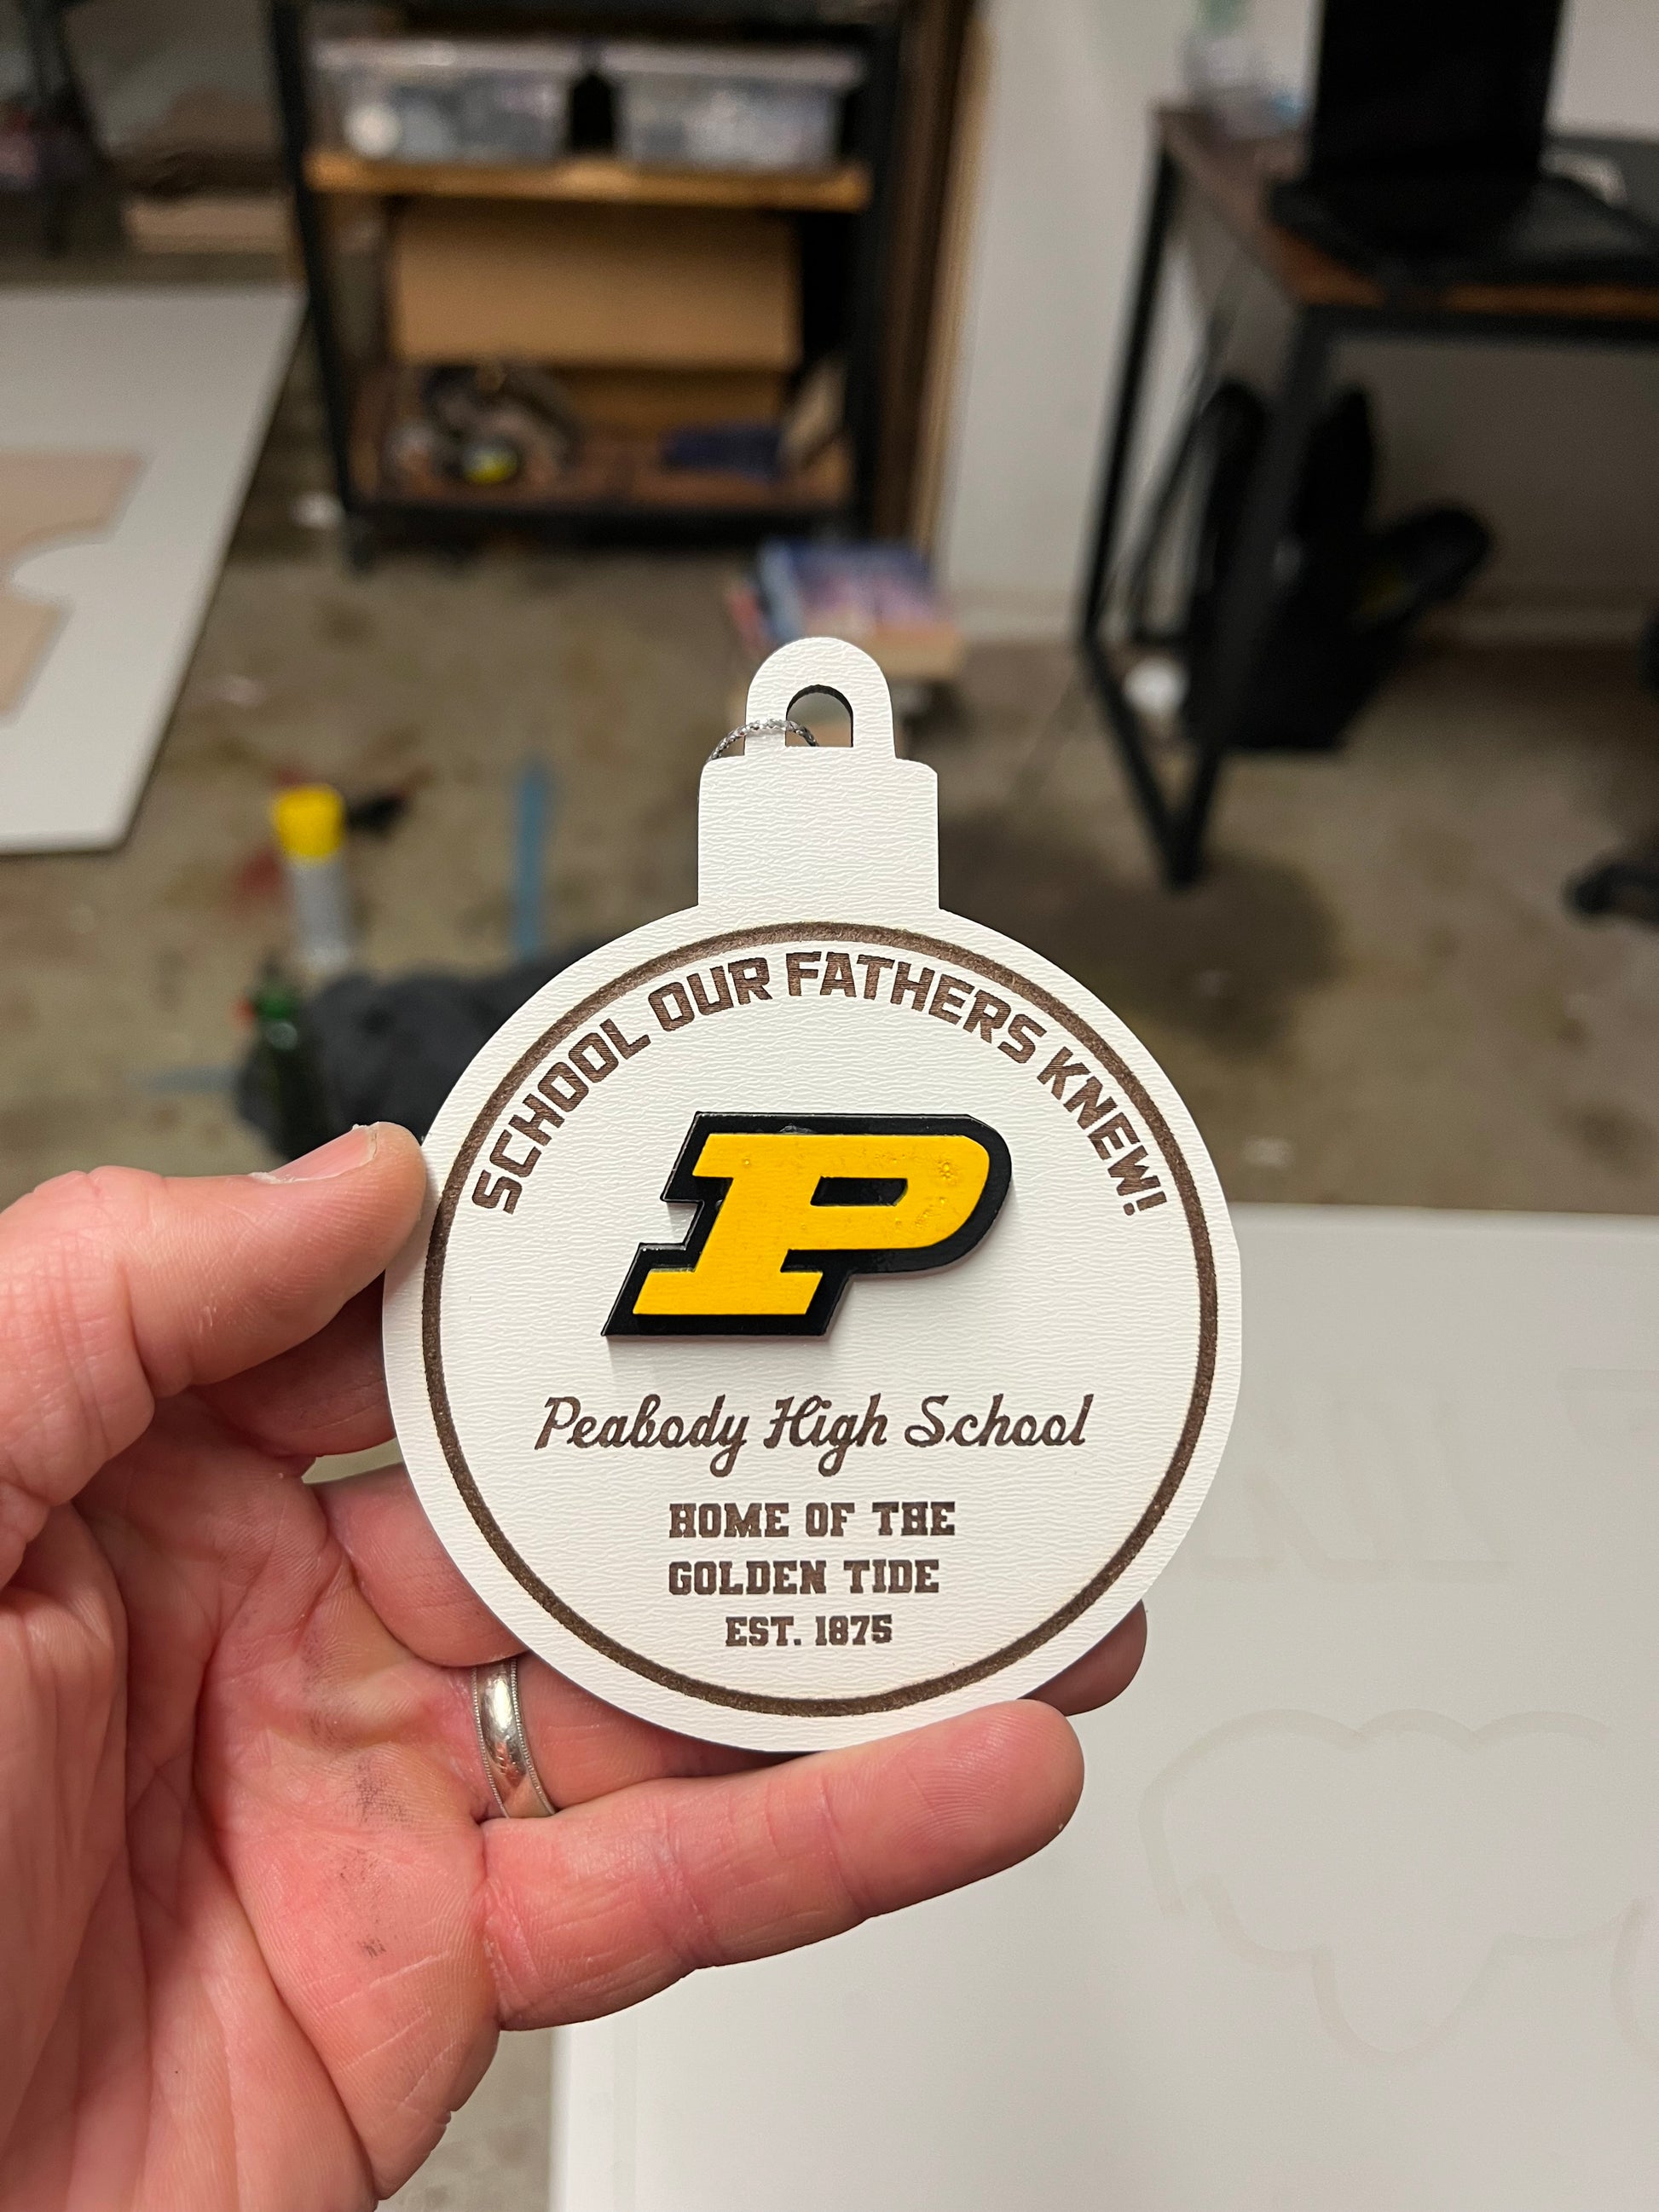 SCHOOL OUR FATHERS KNEW!
P
Peabody High School
HOME OF THE
GOLDEN TIDE
EST. 1875